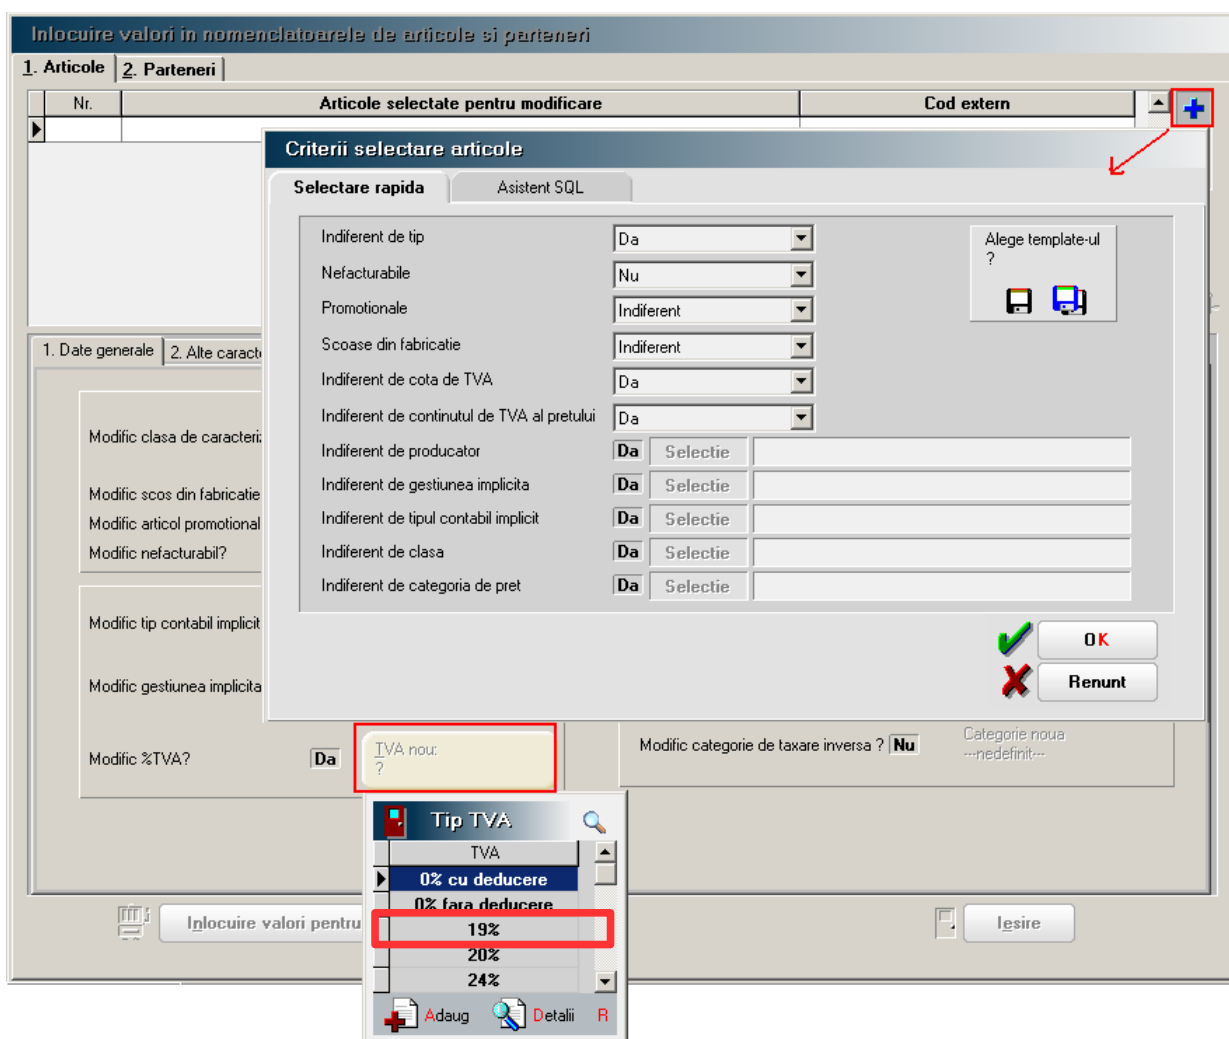 Inlocuire valori in nomenclatoarele de articole si parteneri
1. Articole
2. Parteneri
Nr.
Articole selectate pentru modificare
Cod extern
Criterii selectare articole
Selectare rapida
Asistent SQL
Indiferent de tip
Da
Alege template-ul
?
Nefacturabile
Nu
Promotionale
Indiferent
Scoase din fabricatie
Indiferent
Indiferent de cota de TVA
Da
Indiferent de continutul de TVA al pretului
Da
Indiferent de producator
Da
Selectie
Indiferent de gestiunea implicita
Da
Selectie
Indiferent de tipul contabil implicit
Da
Selectie
Indiferent de clasa
Da
Selectie
Indiferent de categoria de pret
Da
Selectie
OK
Renunt
1. Date generale
2. Alte caract
Modific clasa de caracteri
Modific scos din fabricatie
Modific articol promotional
Modific nefacturabil?
Modific tip contabil implicit
Modific gestiunea implicita
Modific %TVA?
Da
TVA nou:
?
Modific categorie de taxare inversa ?
Nu
Categorie noua
---nedefinit---
Tip TVA
TVA
0% cu deducere
0% fara deducere
19%
20%
24%
Adaug
Detalii
R
Inlocuire valori pentru
Iesire